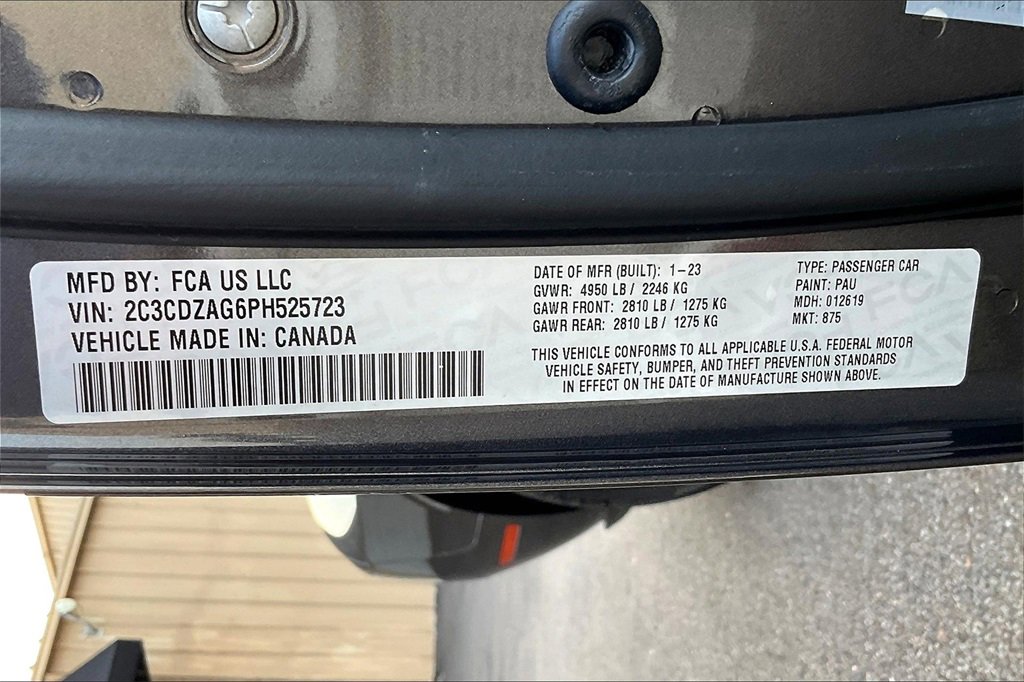 MFD BY: FCA US LLC
VIN: 2C3CDZAG6PH525723
VEHICLE MADE IN: CANADA
DATE OF MFR (BUILT): 1-23
GVWR: 4950 LB / 2246 KG
GAWR FRONT: 2810 LB / 1275 KG
GAWR REAR: 2810 LB / 1275 KG
TYPE: PASSENGER CAR
PAINT: PAU
MDH: 012619
MKT: 875
THIS VEHICLE CONFORMS TO ALL APPLICABLE U.S.A. FEDERAL MOTOR
VEHICLE SAFETY, BUMPER, AND THEFT PREVENTION STANDARDS
IN EFFECT ON THE DATE OF MANUFACTURE SHOWN ABOVE.